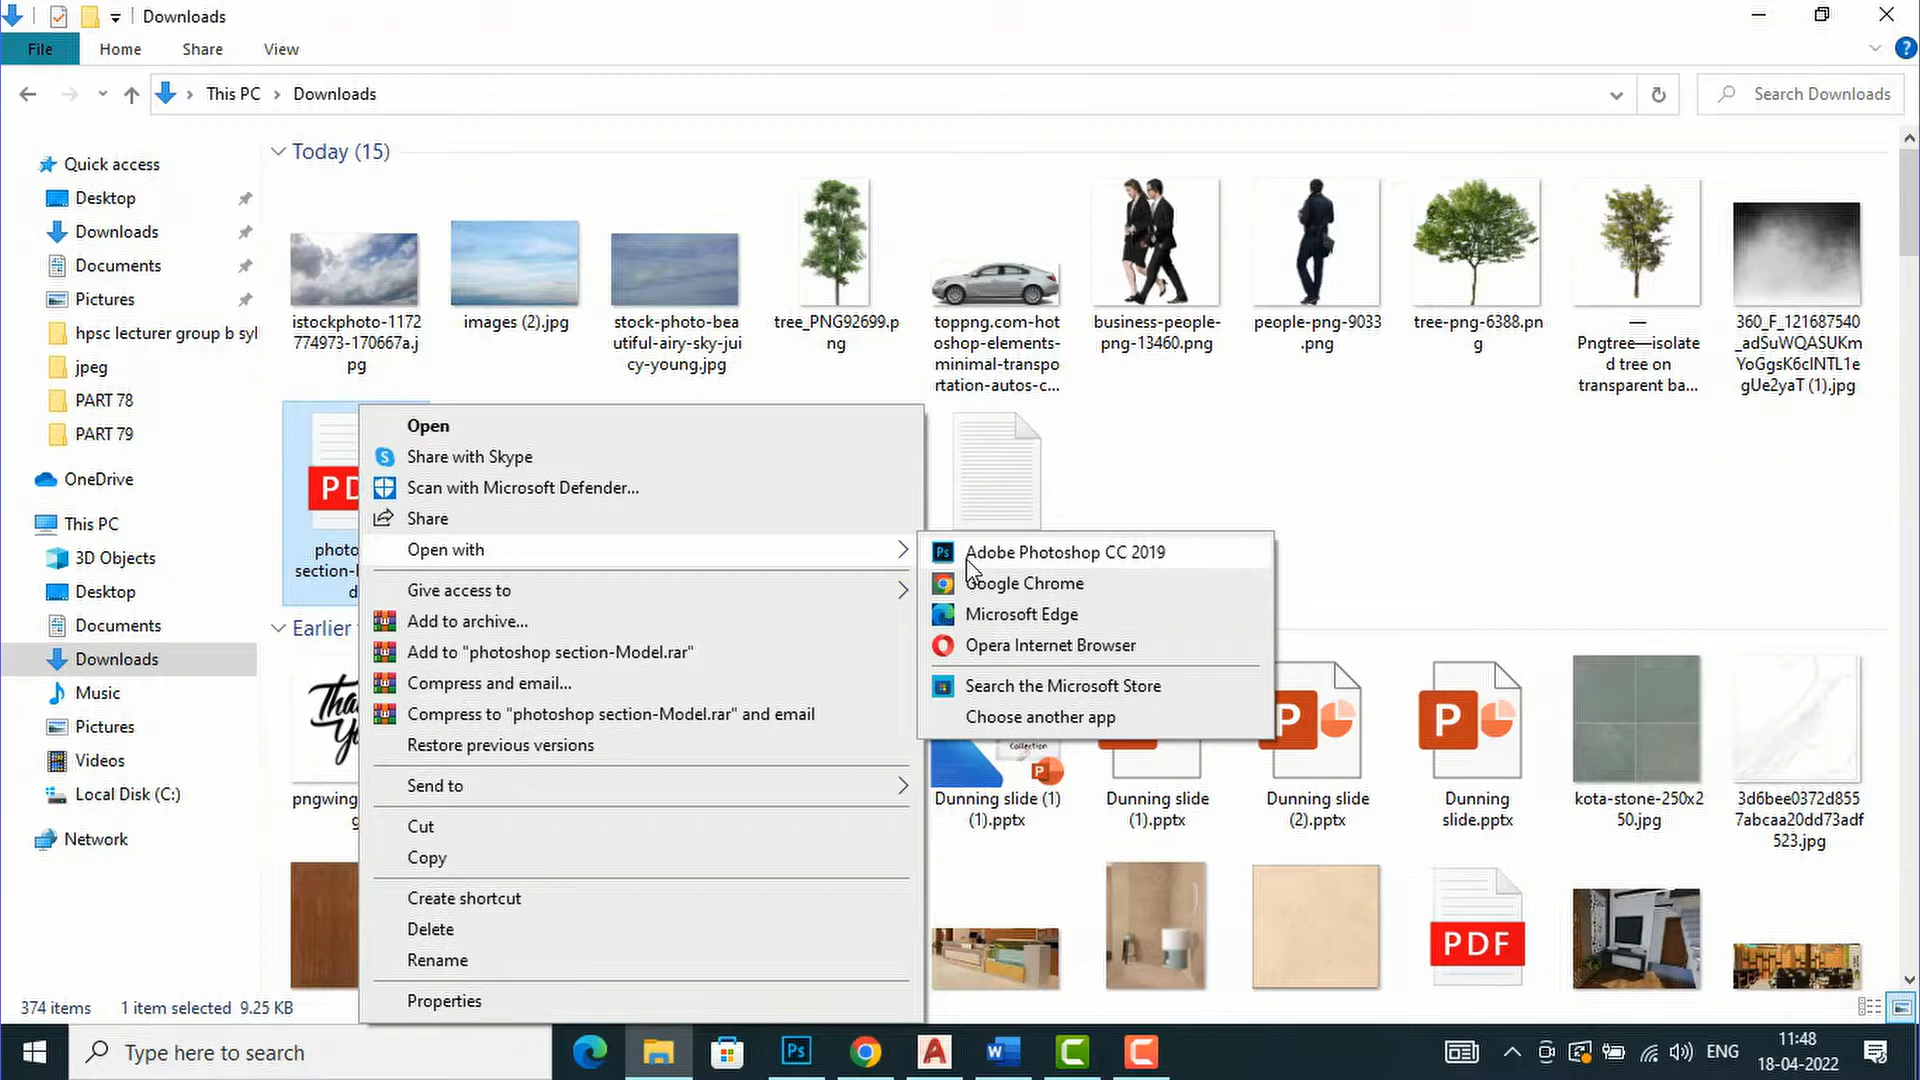 Downloads
File
Home
Share
View
This PC
Downloads
Search Downloads
Quick access
Desktop
Downloads
Documents
Pictures
hpsc lecturer group b syl
jpeg
PART 78
PART 79
OneDrive
This PC
3D Objects
Desktop
Documents
Downloads
Music
Pictures
Videos
Local Disk (C:)
Network
Today (15)
istockphoto-1172
774973-170667a.j
pg
images (2).jpg
stock-photo-bea
utiful-airy-sky-jui
cy-young.jpg
tree_PNG92699.p
ng
toppng.com-hot
oshop-elements-
minimal-transpo
rtation-autos-c...
business-people-
png-13460.png
people-png-9033
.png
tree-png-6388.pn
g
—
Pngtree—isolate
d tree on
transparent ba...
360_F_121687540
_adSuWQASUKm
YoGgsK6cINTL1e
gUe2yaT (1).jpg
PD
photo
section-
d
Open
S
Share with Skype
Scan with Microsoft Defender...
Share
Open with
Give access to
Add to archive...
Add to "photoshop section-Model.rar"
Compress and email...
Compress to "photoshop section-Model.rar" and email
Restore previous versions
Send to
Cut
Copy
Create shortcut
Delete
Rename
Properties
Ps
Adobe Photoshop CC 2019
Google Chrome
Microsoft Edge
Opera Internet Browser
Search the Microsoft Store
Choose another app
Earlier
pngwing
g
Collection
P
Dunning slide (1)
(1).pptx
Dunning slide
(1).pptx
P
Dunning slide
(2).pptx
P
Dunning
slide.pptx
kota-stone-250x2
50.jpg
3d6bee0372d855
7abcaa20dd73adf
523.jpg
PDF
374 items
1 item selected 9.25 KB
Type here to search
Ps
A
W
C
C
ENG
11:48
18-04-2022